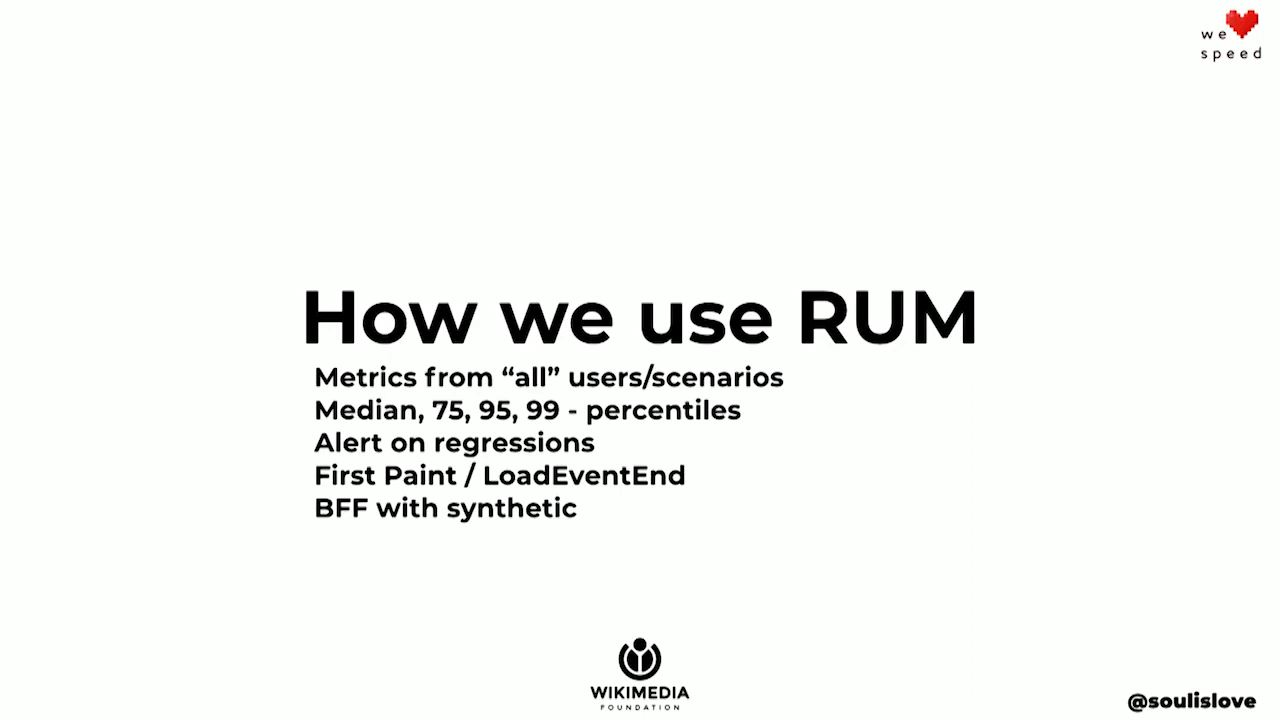 we
speed
How we use RUM
Metrics from “all” users/scenarios
Median, 75, 95, 99 - percentiles
Alert on regressions
First Paint / LoadEventEnd
BFF with synthetic
WIKIMEDIA
FOUNDATION
@soulislove